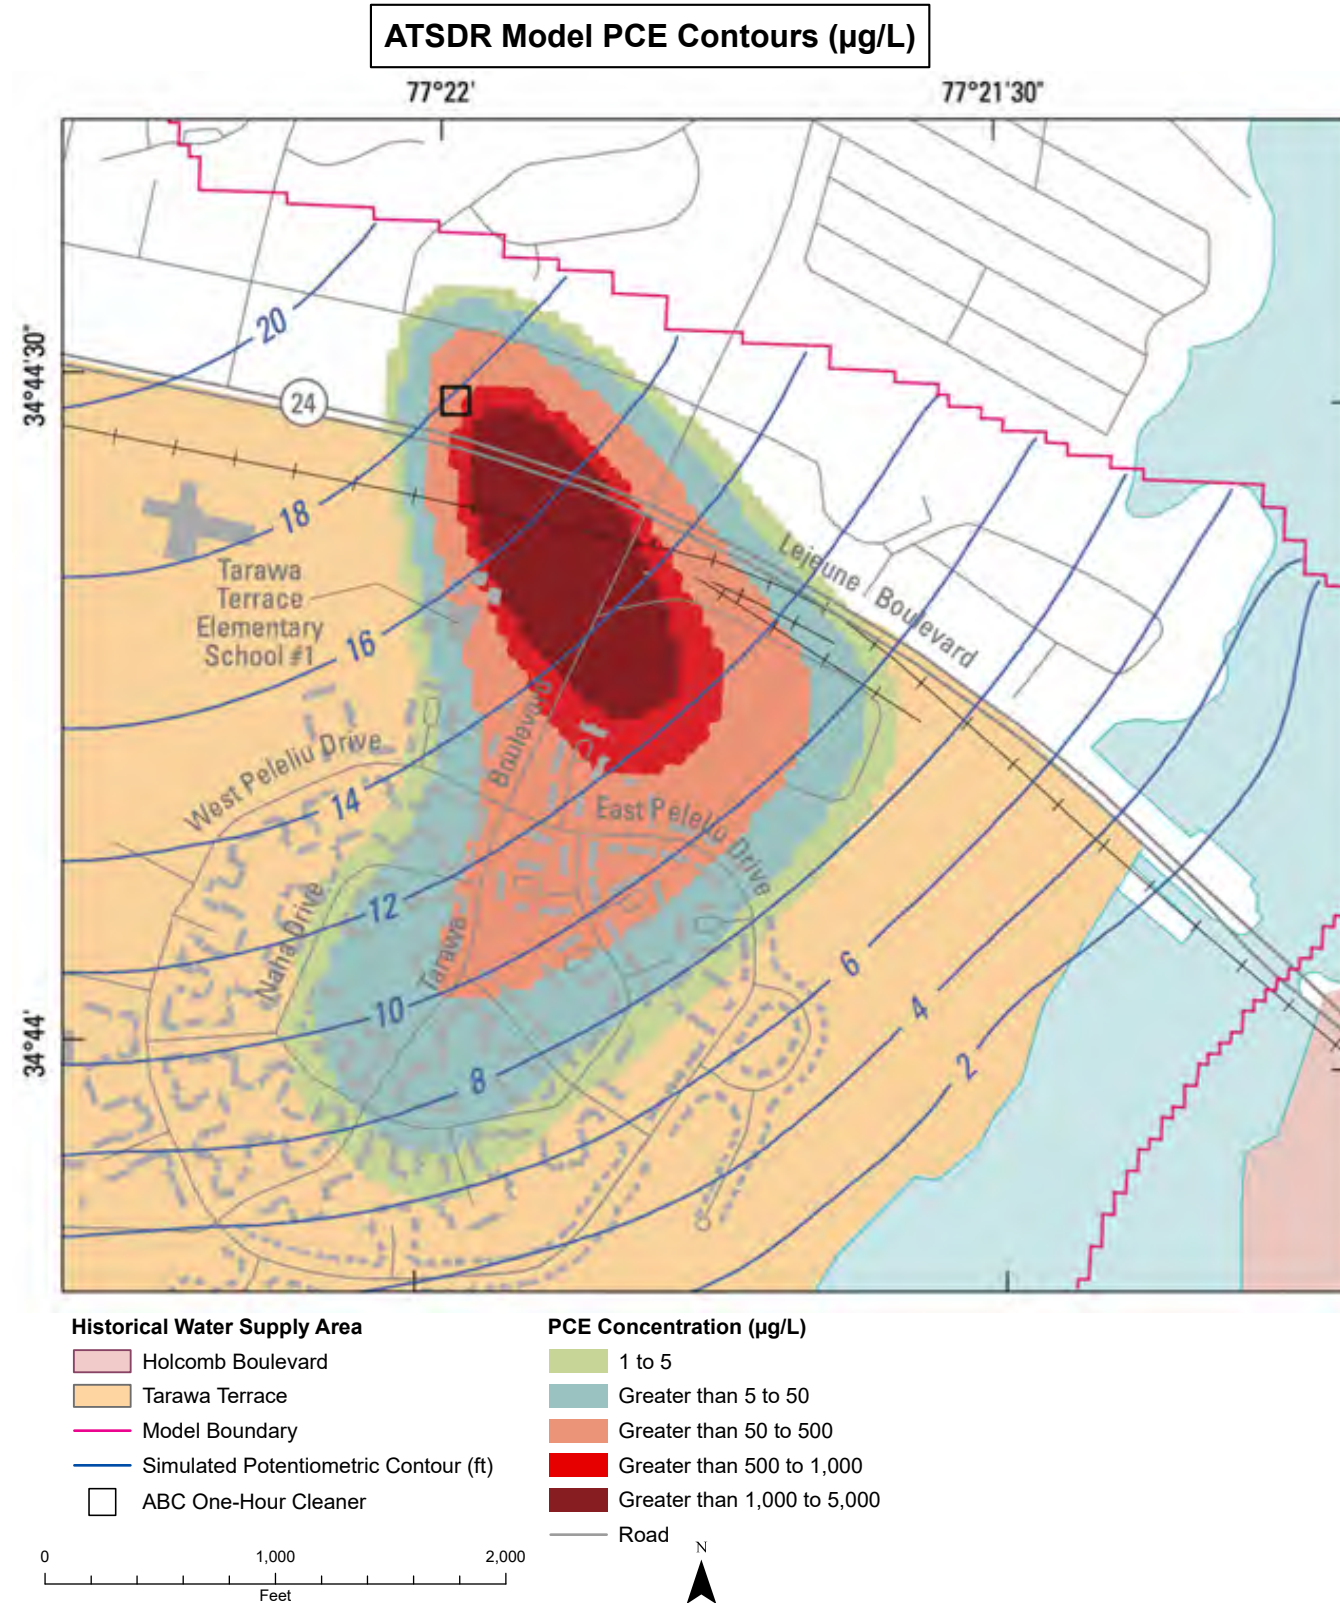 ATSDR Model PCE Contours (µg/L)
77°22'
77°21'30"
34°44'30"
34°44'
20
24
18
16
14
12
10
8
6
4
2
Tarawa
Terrace
Elementary
School #1
Lejeune Boulevard
West Peleliu Drive
Boulevard
East Peleliu Drive
Naha Drive
Tarawa
Historical Water Supply Area
Holcomb Boulevard
Tarawa Terrace
Model Boundary
Simulated Potentiometric Contour (ft)
ABC One-Hour Cleaner
PCE Concentration (µg/L)
1 to 5
Greater than 5 to 50
Greater than 50 to 500
Greater than 500 to 1,000
Greater than 1,000 to 5,000
Road
0 1,000 2,000
Feet
N